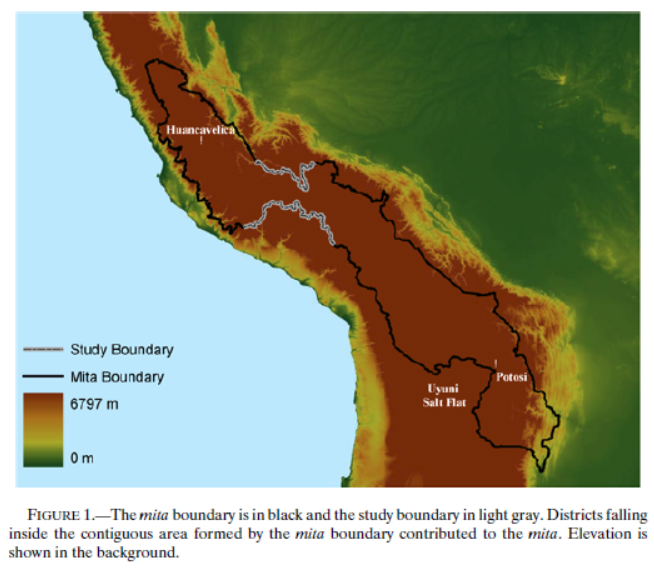 Huancavelica
Study Boundary
Mita Boundary
6797 m
0 m
Uyuni
Salt Flat
Potosi
FIGURE 1.—The mita boundary is in black and the study boundary in light gray. Districts falling
inside the contiguous area formed by the mita boundary contributed to the mita. Elevation is
shown in the background.